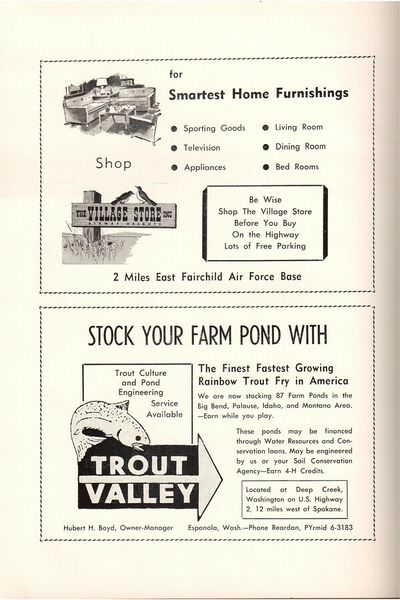 for
Smartest Home Furnishings
Sporting Goods
Television
Appliances
Living Room
Dining Room
Bed Rooms
Shop
THE VILLAGE STORE INC
AIRWAY HEIGHTS
Be Wise
Shop The Village Store
Before You Buy
On the Highway
Lots of Free Parking
2 Miles East Fairchild Air Force Base
STOCK YOUR FARM POND WITH
Trout Culture
and Pond
Engineering
Service
Available
TROUT
VALLEY
The Finest Fastest Growing
Rainbow Trout Fry in America
We are now stocking 87 Farm Ponds in the
Big Bend, Palouse, Idaho, and Montana Area.
—Earn while you play.
These ponds may be financed
through Water Resources and Con-
servation loans. May be engineered
by us or your Soil Conservation
Agency—Earn 4-H Credits.
Located at Deep Creek,
Washington on U.S. Highway
2, 12 miles west of Spokane.
Hubert H. Boyd, Owner-Manager Espanola, Wash.—Phone Reardan, PYrmid 6-3183